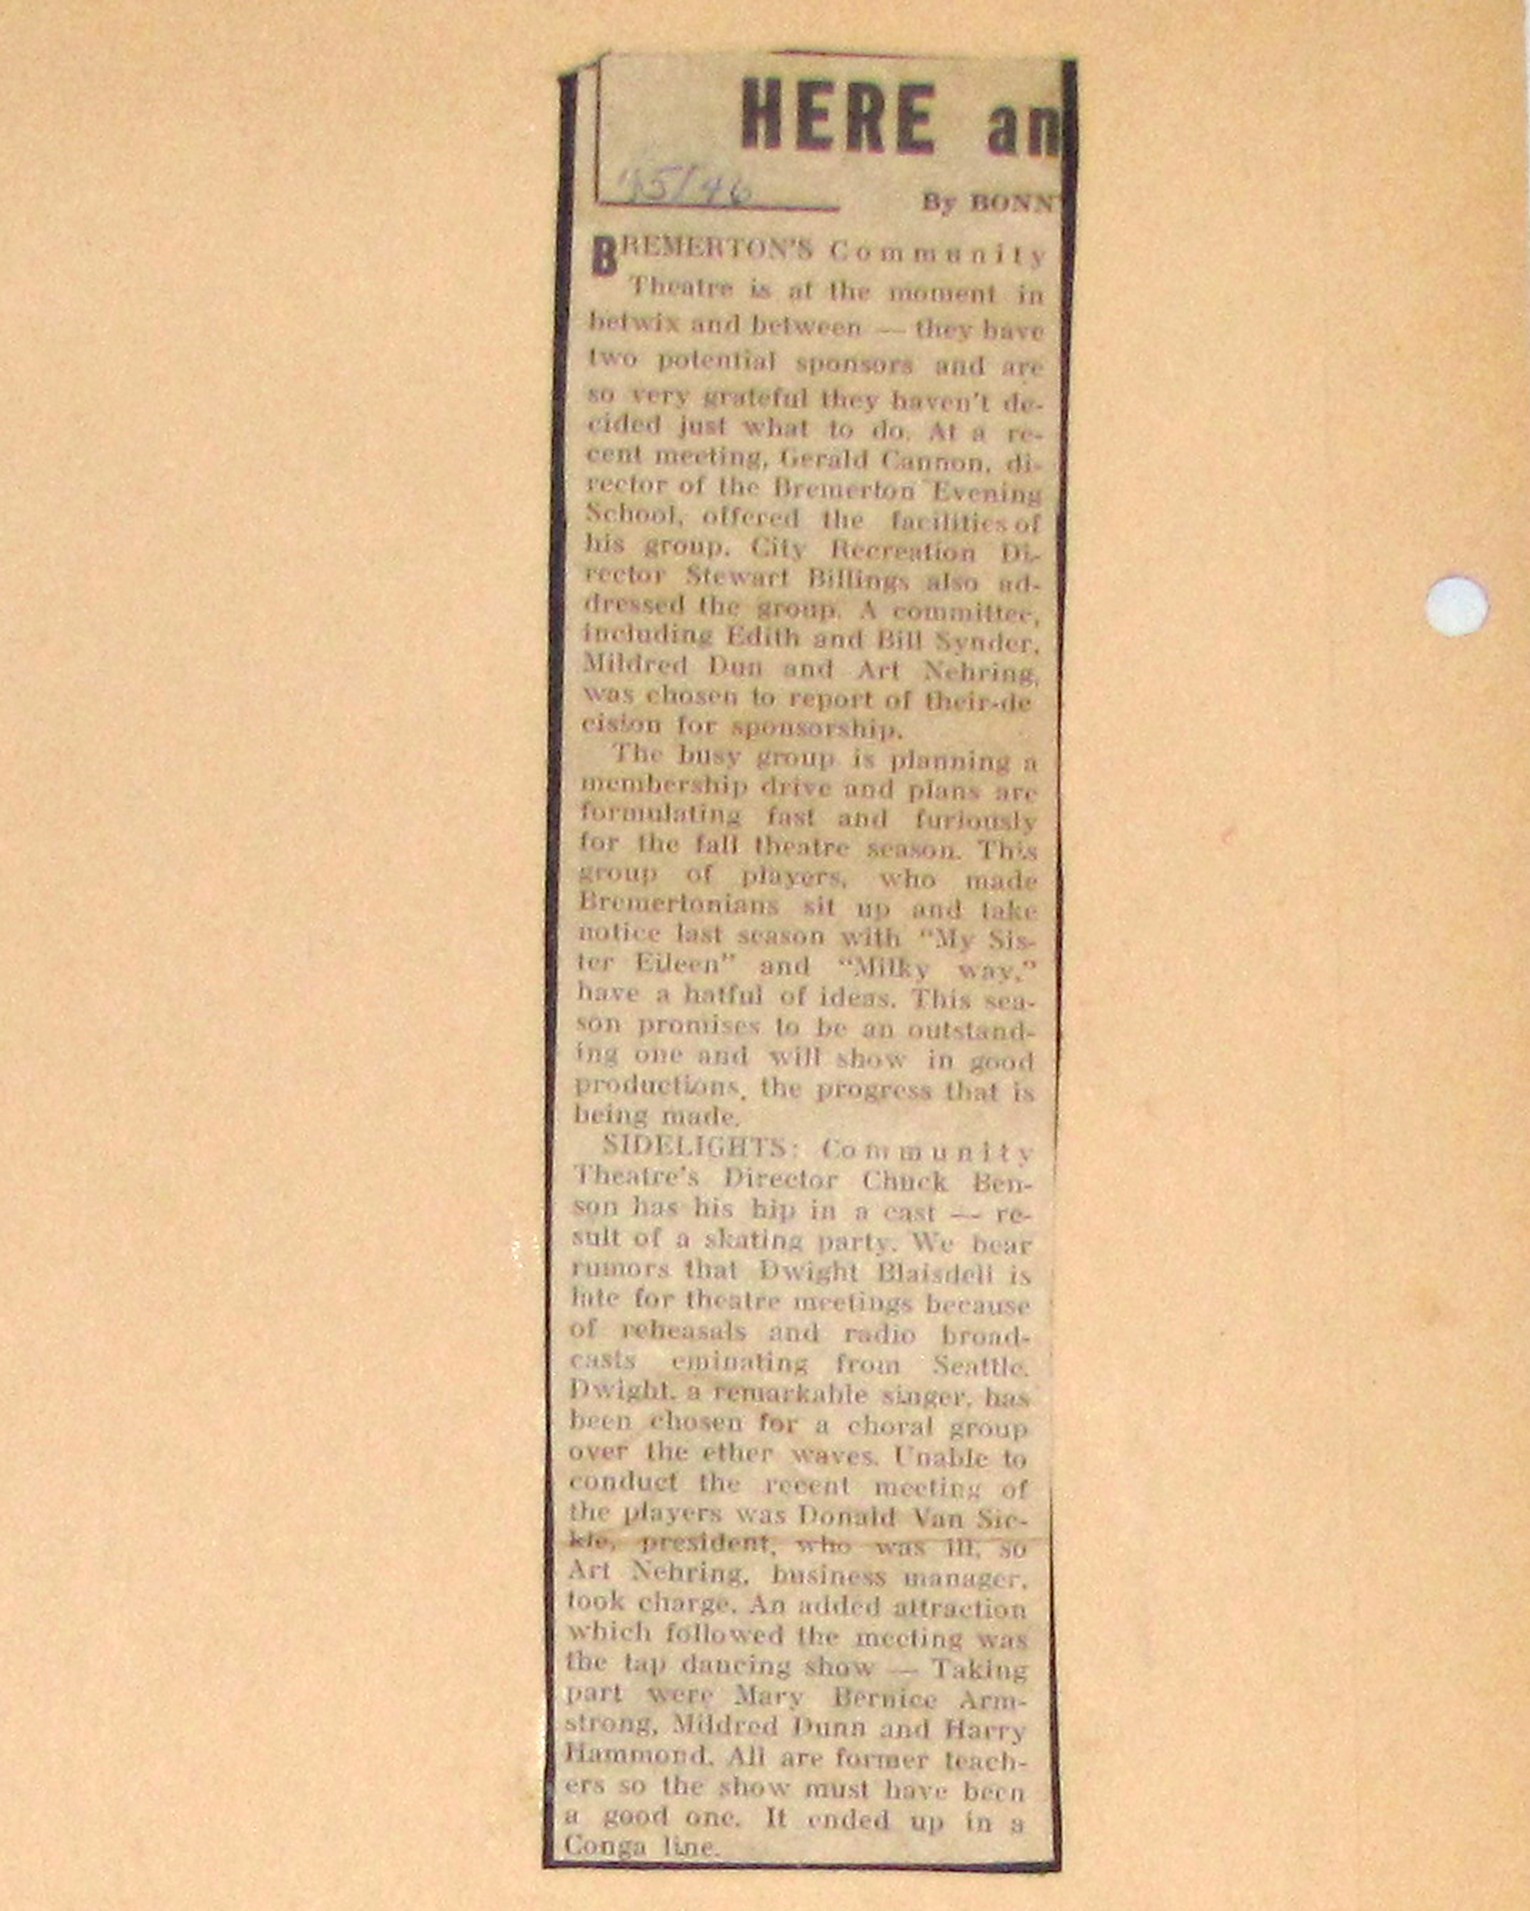 HERE an
By BONN
BREMERTON'S Community
Theatre is at the moment in
betwix and between — they have
two potential sponsors and are
so very grateful they haven't de-
cided just what to do. At a re-
cent meeting, Gerald Cannon, di-
rector of the Bremerton Evening
School, offered the facilities of
his group. City Recreation Di-
rector Stewart Billings also ad-
dressed the group. A committee,
including Edith and Bill Synder,
Mildred Dun and Art Nehring,
was chosen to report of their-de
cision for sponsorship.
The busy group is planning a
membership drive and plans are
formulating fast and furiously
for the fall theatre season. This
group of players, who made
Bremertonians sit up and take
notice last season with "My Sis-
ter Eileen" and "Milky way,"
have a hatful of ideas. This sea-
son promises to be an outstand-
ing one and will show in good
productions, the progress that is
being made.
SIDELIGHTS: Community
Theatre's Director Chuck Ben-
son has his hip in a cast — re-
sult of a skating party. We hear
rumors that Dwight Blaisdell is
late for theatre meetings because
of reheasals and radio broad-
casts eminating from Seattle.
Dwight, a remarkable singer, has
been chosen for a choral group
over the ether waves. Unable to
conduct the recent meeting of
the players was Donald Van Sic-
kle, president, who was ill, so
Art Nehring, business manager,
took charge. An added attraction
which followed the meeting was
the tap dancing show — Taking
part were Mary Bernice Arm-
strong, Mildred Dunn and Harry
Hammond. All are former teach-
ers so the show must have been
a good one. It ended up in a
Conga line.